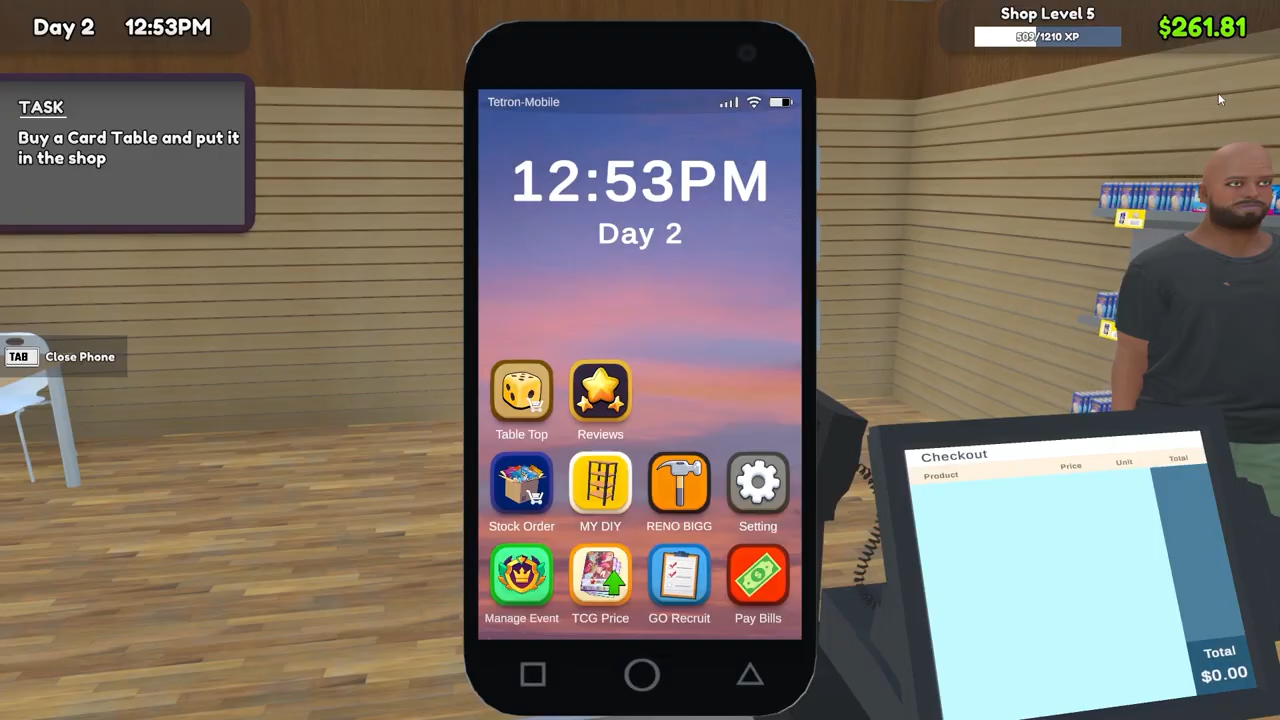 Day 2 12:53PM
Shop Level 5
509/1210 XP
$261.81
TASK
Buy a Card Table and put it
in the shop
TAB Close Phone
Tetron-Mobile
12:53PM
Day 2
Table Top Reviews
Stock Order MY DIY RENO BIGG Setting
Manage Event TCG Price GO Recruit Pay Bills
Checkout
Product Price Unit Total
Total
$0.00